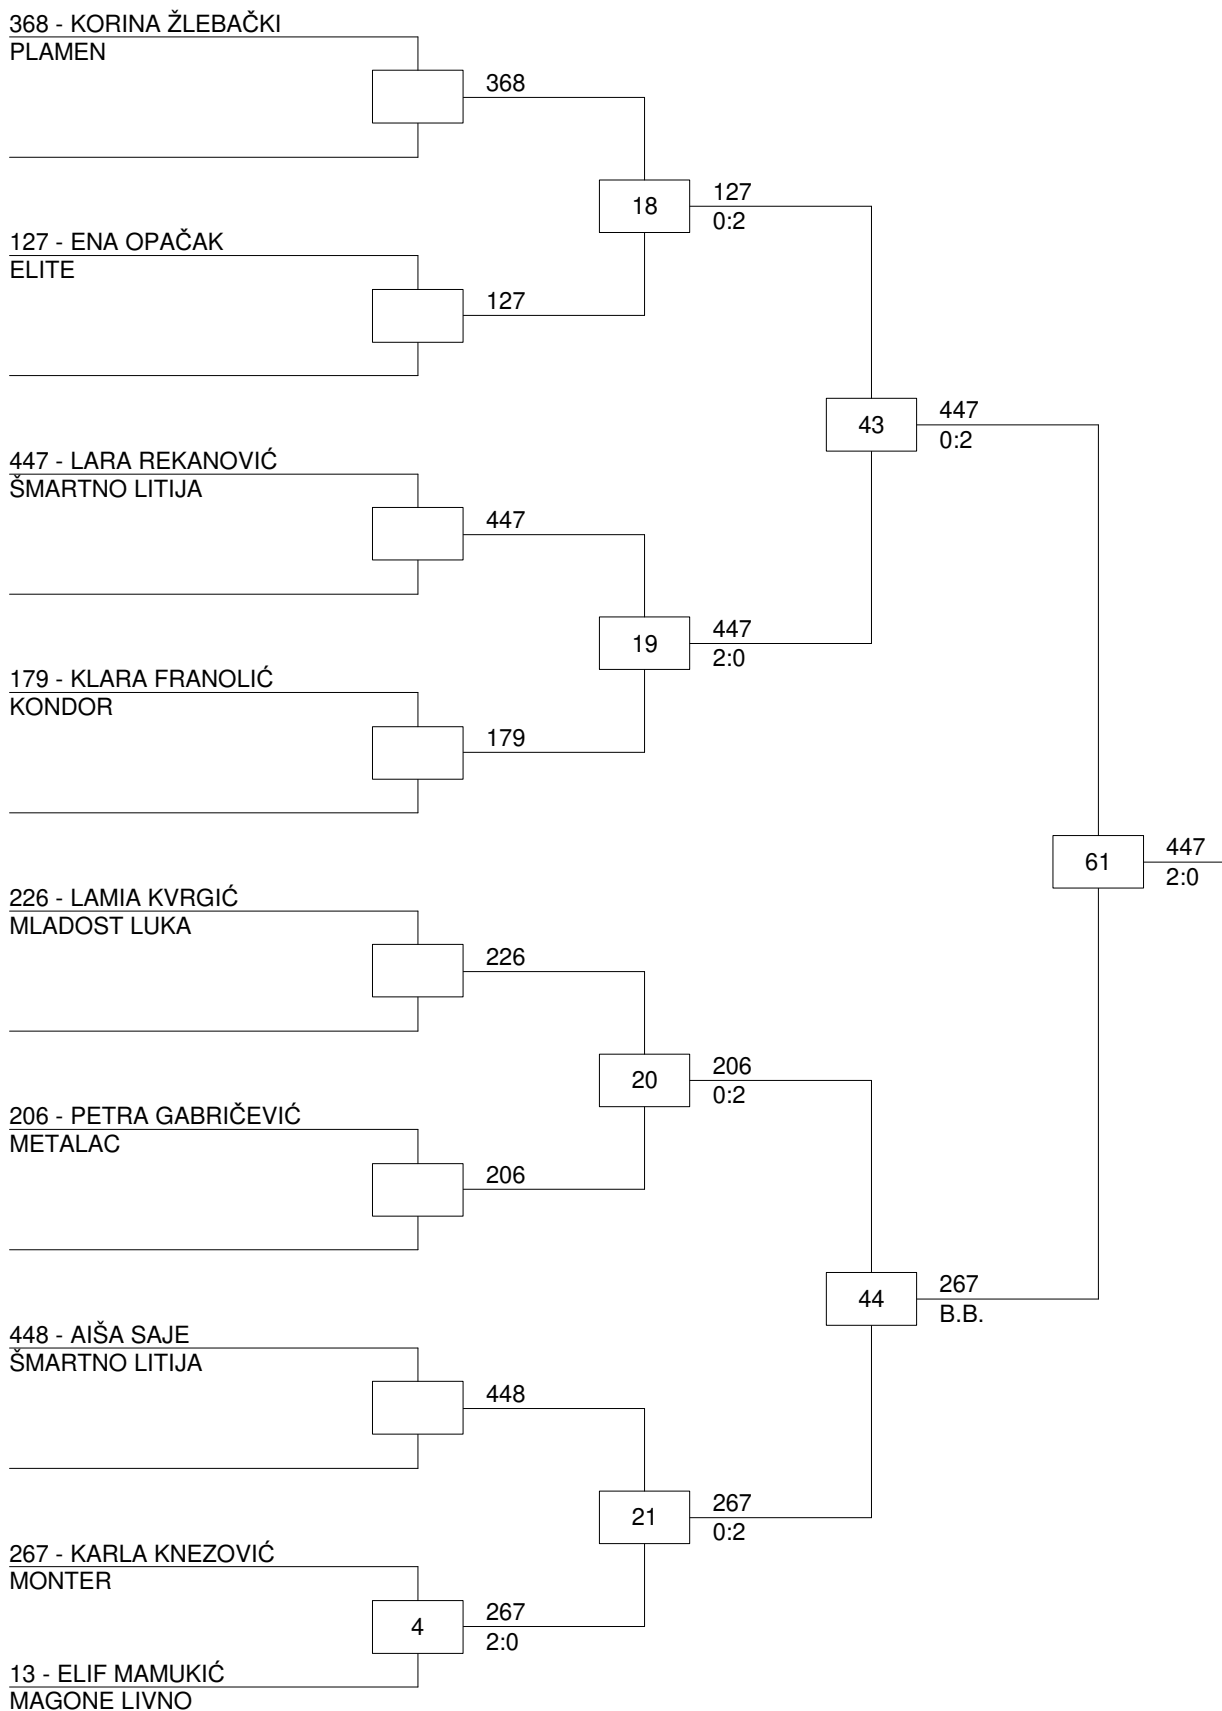 368 - KORINA ŽLEBAČKI
PLAMEN
368
18
127
0:2
127 - ENA OPAČAK
ELITE
127
43
447
0:2
447 - LARA REKANOVIĆ
ŠMARTNO LITIJA
447
19
447
2:0
179 - KLARA FRANOLIĆ
KONDOR
179
61
447
2:0
226 - LAMIA KVRGIĆ
MLADOST LUKA
226
20
206
0:2
206 - PETRA GABRIČEVIĆ
METALAC
206
44
267
B.B.
448 - AIŠA SAJE
ŠMARTNO LITIJA
448
21
267
0:2
267 - KARLA KNEZOVIĆ
MONTER
4
267
2:0
13 - ELIF MAMUKIĆ
MAGONE LIVNO